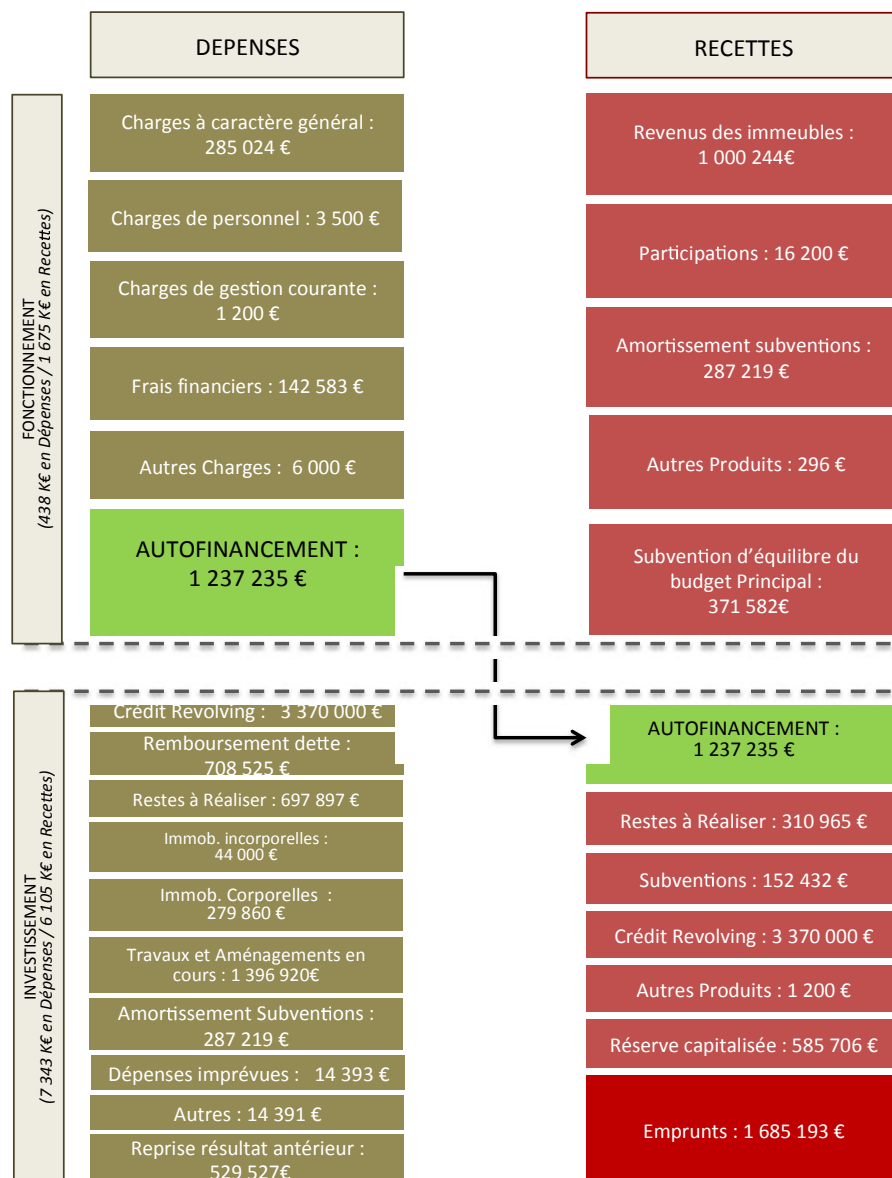 DEPENSES
RECETTES
FONCTIONNEMENT
(438 K€ en Dépenses / 1 675 K€ en Recettes)
Charges à caractère général :
285 024 €
Charges de personnel : 3 500 €
Charges de gestion courante :
1 200 €
Frais financiers : 142 583 €
Autres Charges : 6 000 €
AUTOFINANCEMENT :
1 237 235 €
Revenus des immeubles :
1 000 244€
Participations : 16 200 €
Amortissement subventions :
287 219 €
Autres Produits : 296 €
Subvention d’équilibre du
budget Principal :
371 582€
INVESTISSEMENT
(7 343 K€ en Dépenses / 6 105 K€ en Recettes)
Crédit Revolving : 3 370 000 €
Remboursement dette :
708 525 €
Restes à Réaliser : 697 897 €
Immob. incorporelles :
44 000 €
Immob. Corporelles :
279 860 €
Travaux et Aménagements en
cours : 1 396 920€
Amortissement Subventions :
287 219 €
Dépenses imprévues : 14 393 €
Autres : 14 391 €
Reprise résultat antérieur :
529 527€
AUTOFINANCEMENT :
1 237 235 €
Restes à Réaliser : 310 965 €
Subventions : 152 432 €
Crédit Revolving : 3 370 000 €
Autres Produits : 1 200 €
Réserve capitalisée : 585 706 €
Emprunts : 1 685 193 €